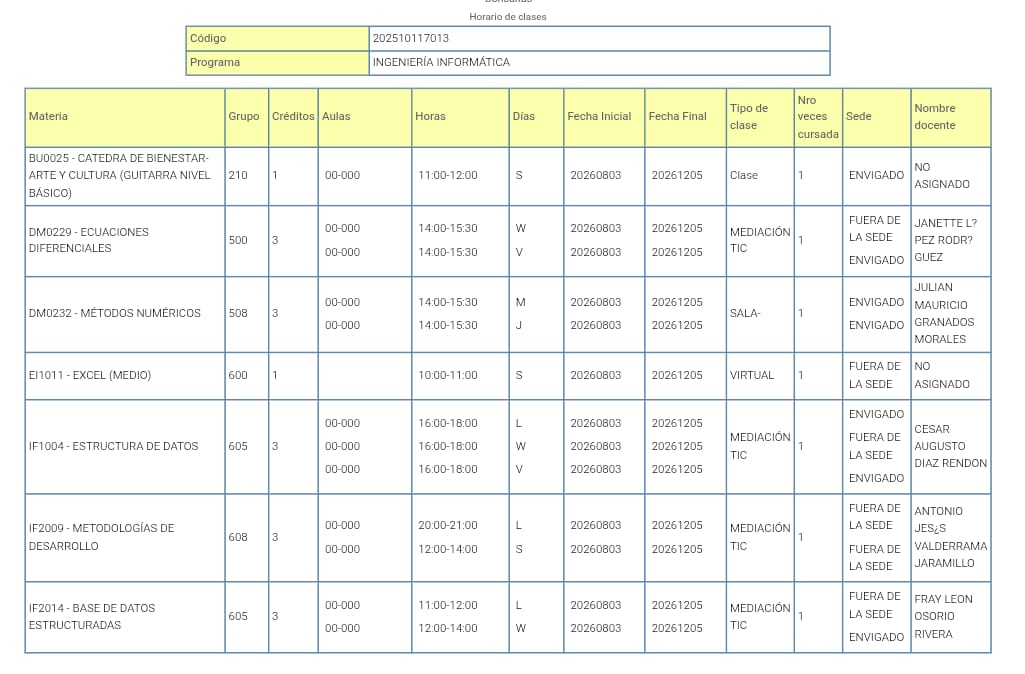 Consultas
Horario de clases
Código 202510117013
Programa INGENIERÍA INFORMÁTICA
Materia Grupo Créditos Aulas Horas Días Fecha Inicial Fecha Final Tipo de clase Nro veces cursada Sede Nombre docente
BU0025 - CATEDRA DE BIENESTAR-
ARTE Y CULTURA (GUITARRA NIVEL
BÁSICO)
210
1
00-000 11:00-12:00 S 20260803 20261205
Clase
1
ENVIGADO
NO
ASIGNADO
DM0229 - ECUACIONES
DIFERENCIALES
500
3
00-000 14:00-15:30 W 20260803 20261205
00-000 14:00-15:30 V 20260803 20261205
MEDIACIÓN
TIC
1
FUERA DE
LA SEDE
ENVIGADO
JANETTE L?
PEZ RODR?
GUEZ
DM0232 - MÉTODOS NUMÉRICOS
508
3
00-000 14:00-15:30 M 20260803 20261205
00-000 14:00-15:30 J 20260803 20261205
SALA-
1
ENVIGADO
ENVIGADO
JULIAN
MAURICIO
GRANADOS
MORALES
EI1011 - EXCEL (MEDIO)
600
1
10:00-11:00 S 20260803 20261205
VIRTUAL
1
FUERA DE
LA SEDE
NO
ASIGNADO
IF1004 - ESTRUCTURA DE DATOS
605
3
00-000 16:00-18:00 L 20260803 20261205
00-000 16:00-18:00 W 20260803 20261205
00-000 16:00-18:00 V 20260803 20261205
MEDIACIÓN
TIC
1
ENVIGADO
FUERA DE
LA SEDE
ENVIGADO
CESAR
AUGUSTO
DIAZ RENDON
IF2009 - METODOLOGÍAS DE
DESARROLLO
608
3
00-000 20:00-21:00 L 20260803 20261205
00-000 12:00-14:00 S 20260803 20261205
MEDIACIÓN
TIC
1
FUERA DE
LA SEDE
FUERA DE
LA SEDE
ANTONIO
JES¿S
VALDERRAMA
JARAMILLO
IF2014 - BASE DE DATOS
ESTRUCTURADAS
605
3
00-000 11:00-12:00 L 20260803 20261205
00-000 12:00-14:00 W 20260803 20261205
MEDIACIÓN
TIC
1
FUERA DE
LA SEDE
ENVIGADO
FRAY LEON
OSORIO
RIVERA